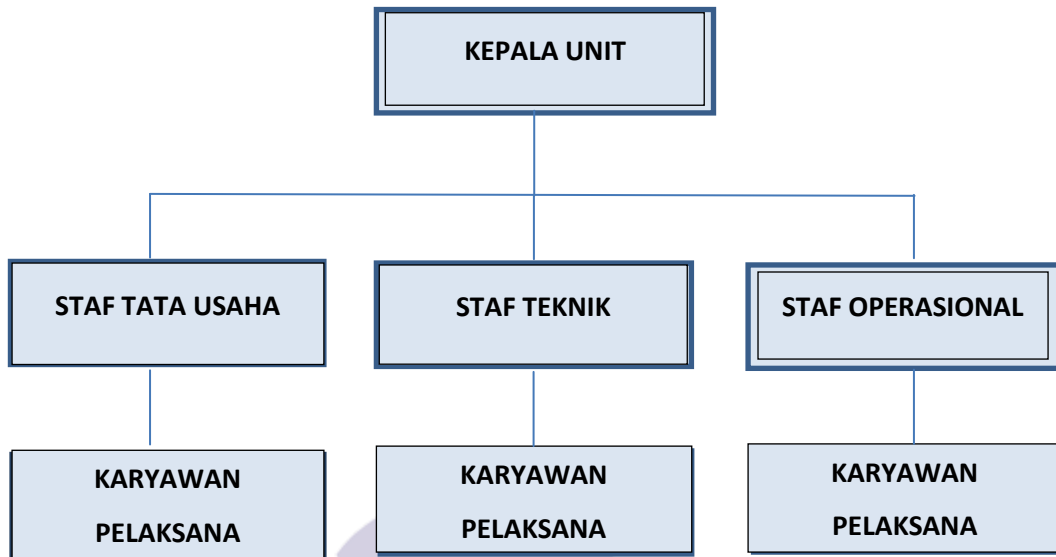 KEPALA UNIT
STAF TATA USAHA
STAF TEKNIK
STAF OPERASIONAL
KARYAWAN
PELAKSANA
KARYAWAN
PELAKSANA
KARYAWAN
PELAKSANA